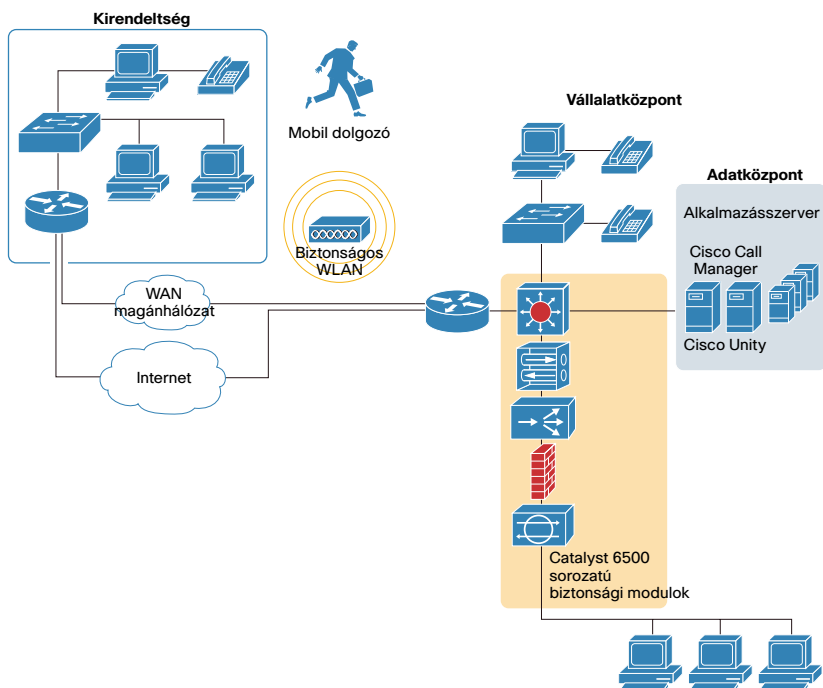 Kirendeltség
Mobil dolgozó
Vállalatközpont
Adatközpont
Alkalmazásszerver
Biztonságos
WLAN
Cisco Call
Manager
WAN
magánhálózat
Cisco Unity
Internet
Catalyst 6500
sorozatú
biztonsági modulok